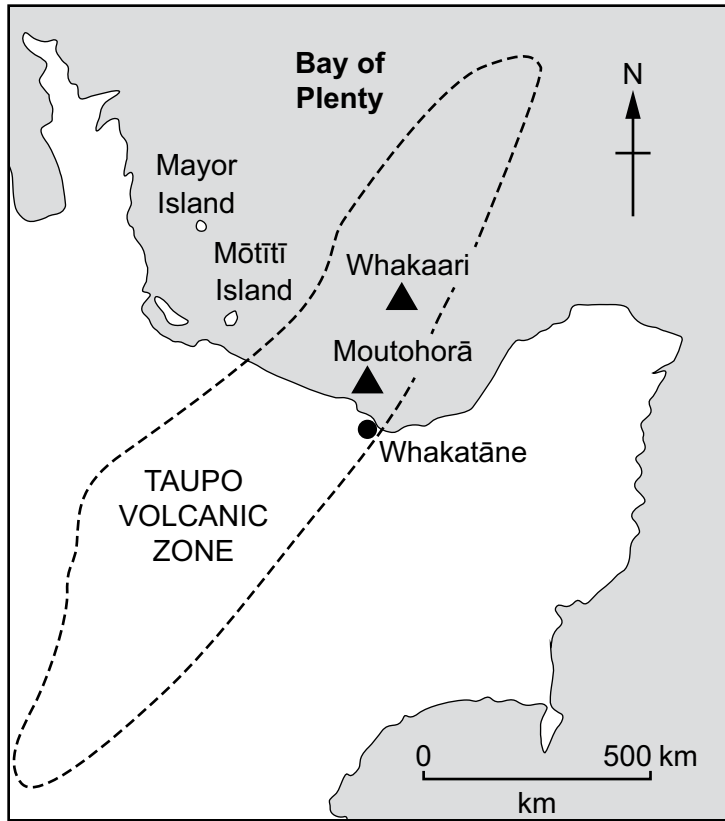 Bay of
Plenty
N
Mayor
Island
Mōtītī
Island
Whakaari
Moutohorā
Whakatāne
TAUPO
VOLCANIC
ZONE
0 500 km
km